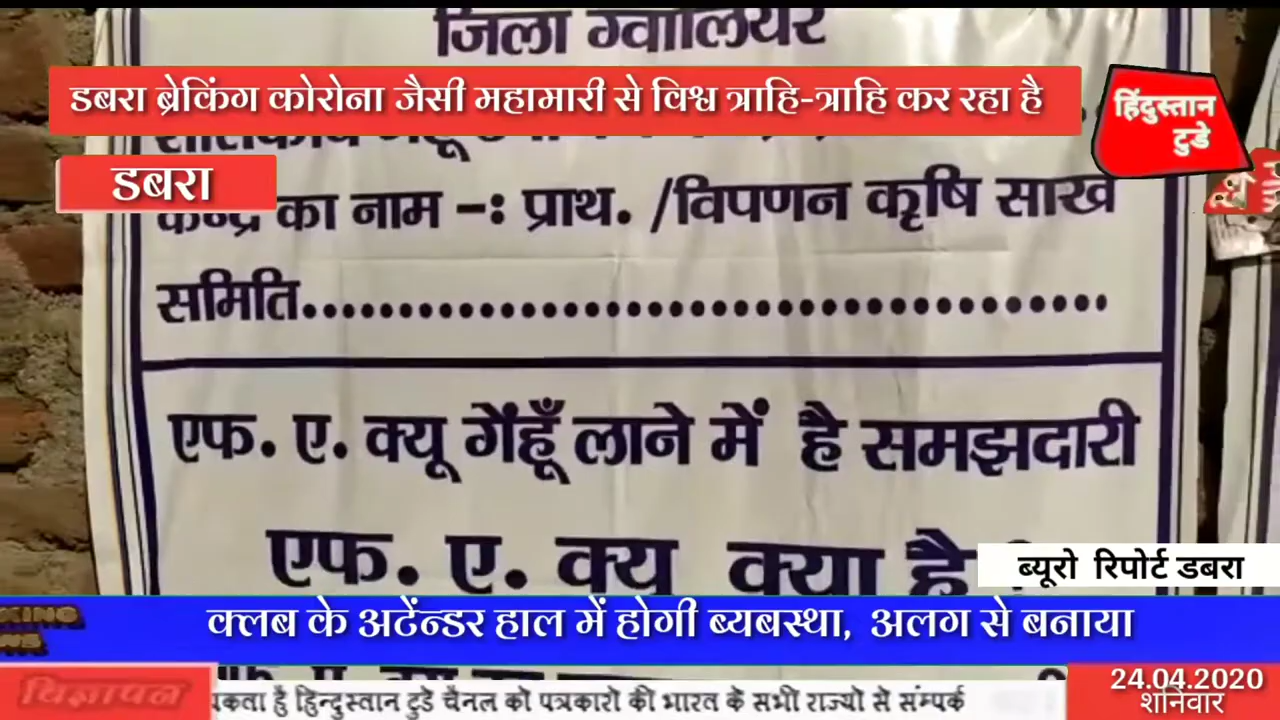 जिला ग्वालियर
डबरा ब्रेकिंग कोरोना जैसी महामारी से विश्व त्राहि-त्राहि कर रहा है
हिंदुस्तान
टुडे
डबरा
केन्द्र का नाम –: प्राथ. /विपणन कृषि साख
समिति.......................................
एफ. ए. क्यू गेंहूँ लाने में है समझदारी
एफ. ए. क्यू क्या है
ब्यूरो रिपोर्ट डबरा
क्लब के अटेंन्डर हाल में होगी ब्यबस्था, अलग से बनाया
विज्ञापन
हिन्दुस्तान टुडे चैनल को पत्रकारों की भारत के सभी राज्यों से संम्पर्क
24.04.2020
शनिवार